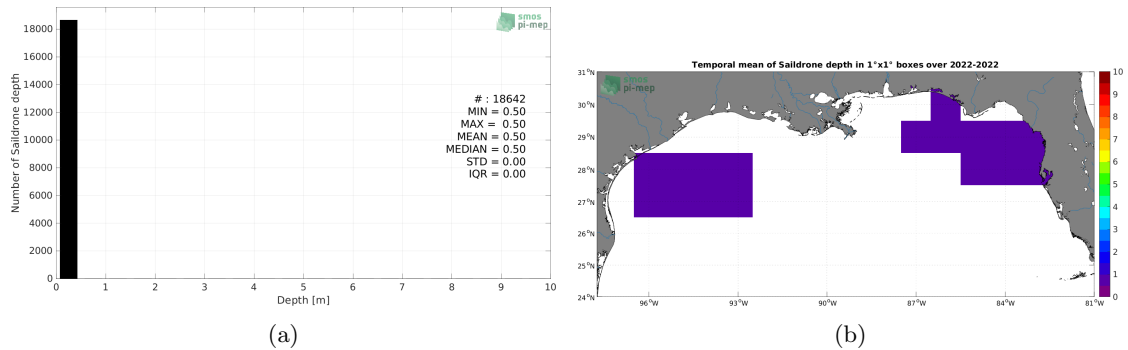 smos
pi-mep
Number of Saildrone depth
18000
16000
14000
12000
10000
8000
6000
4000
2000
0
# : 18642
MIN = 0.50
MAX = 0.50
MEAN = 0.50
MEDIAN = 0.50
STD = 0.00
IQR = 0.00
0 1 2 3 4 5 6 7 8 9 10
Depth [m]
(a)
Temporal mean of Saildrone depth in 1°x1° boxes over 2022-2022
smos
pi-mep
31°N
30°N
29°N
28°N
27°N
26°N
25°N
24°N
96°W 93°W 90°W 87°W 84°W 81°W
10
9
8
7
6
5
4
3
2
1
0
(b)